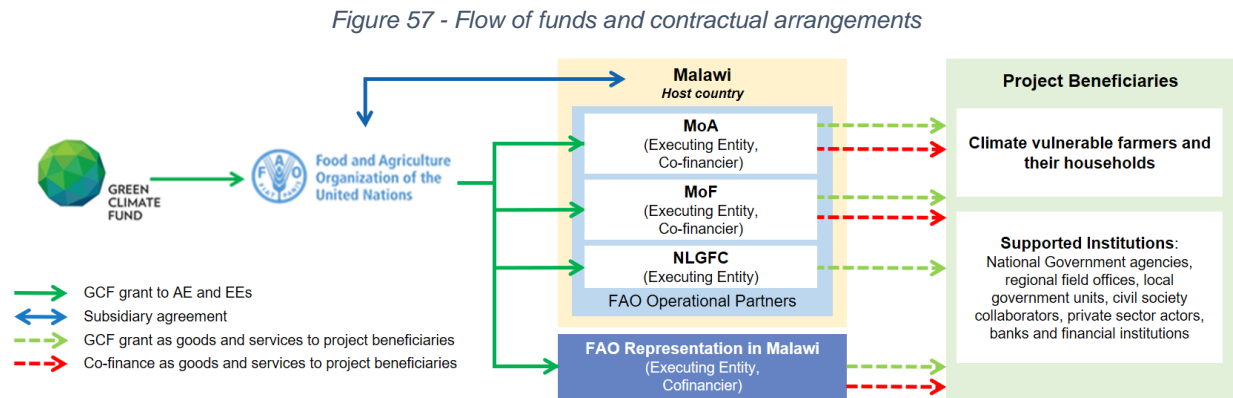 Figure 57 - Flow of funds and contractual arrangements
GREEN
CLIMATE
FUND
FAO
FIAT PANIS
Food and Agriculture
Organization of the
United Nations
Malawi
Host country
MoA
(Executing Entity,
Co-financier)
MoF
(Executing Entity,
Co-financier)
NLGFC
(Executing Entity)
FAO Operational Partners
FAO Representation in Malawi
(Executing Entity,
Cofinancier)
Project Beneficiaries
Climate vulnerable farmers and
their households
Supported Institutions:
National Government agencies,
regional field offices, local
government units, civil society
collaborators, private sector actors,
banks and financial institutions
GCF grant to AE and EEs
Subsidiary agreement
GCF grant as goods and services to project beneficiaries
Co-finance as goods and services to project beneficiaries